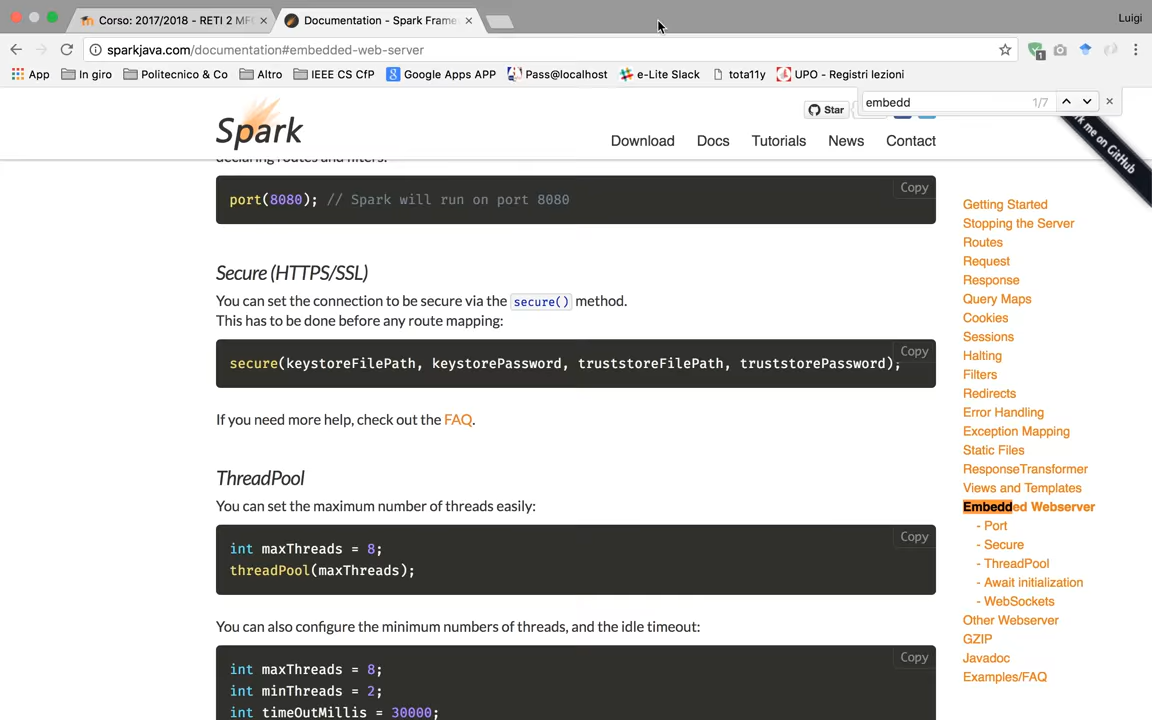 Corso: 2017/2018 - RETI 2 MF
Documentation - Spark Frame
Luigi
sparkjava.com/documentation#embedded-web-server
1
App
In giro
Politecnico & Co
Altro
IEEE CS CfP
Google Apps APP
Pass@localhost
e-Lite Slack
tota11y
UPO - Registri lezioni
embedd
1/7
Spark
Star
Download
Docs
Tutorials
News
Contact
me on GitHub
declaring routes and filters.
Copy
port(8080); // Spark will run on port 8080
Secure (HTTPS/SSL)
You can set the connection to be secure via the secure() method.
This has to be done before any route mapping:
Copy
secure(keystoreFilePath, keystorePassword, truststoreFilePath, truststorePassword);
If you need more help, check out the FAQ.
ThreadPool
You can set the maximum number of threads easily:
Copy
int maxThreads = 8;
threadPool(maxThreads);
You can also configure the minimum numbers of threads, and the idle timeout:
Copy
int maxThreads = 8;
int minThreads = 2;
int timeOutMillis = 30000;
Getting Started
Stopping the Server
Routes
Request
Response
Query Maps
Cookies
Sessions
Halting
Filters
Redirects
Error Handling
Exception Mapping
Static Files
ResponseTransformer
Views and Templates
Embedded Webserver
- Port
- Secure
- ThreadPool
- Await initialization
- WebSockets
Other Webserver
GZIP
Javadoc
Examples/FAQ